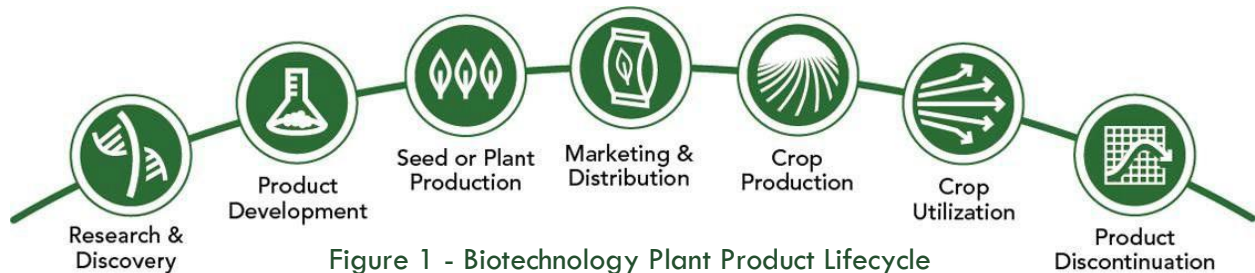 Research &
Discovery
Product
Development
Seed or Plant
Production
Marketing &
Distribution
Crop
Production
Crop
Utilization
Product
Discontinuation
Figure 1 - Biotechnology Plant Product Lifecycle